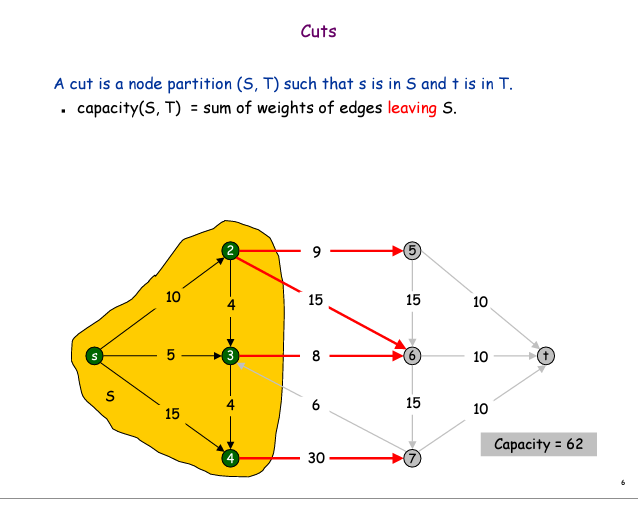 Cuts
A cut is a node partition (S, T) such that s is in S and t is in T.
▪ capacity(S, T) = sum of weights of edges leaving S.
2 9 5
10 4 15 15 10
s 5 3 8 6 10 t
S 15 4 6 15 10
4 30 7
Capacity = 62
6